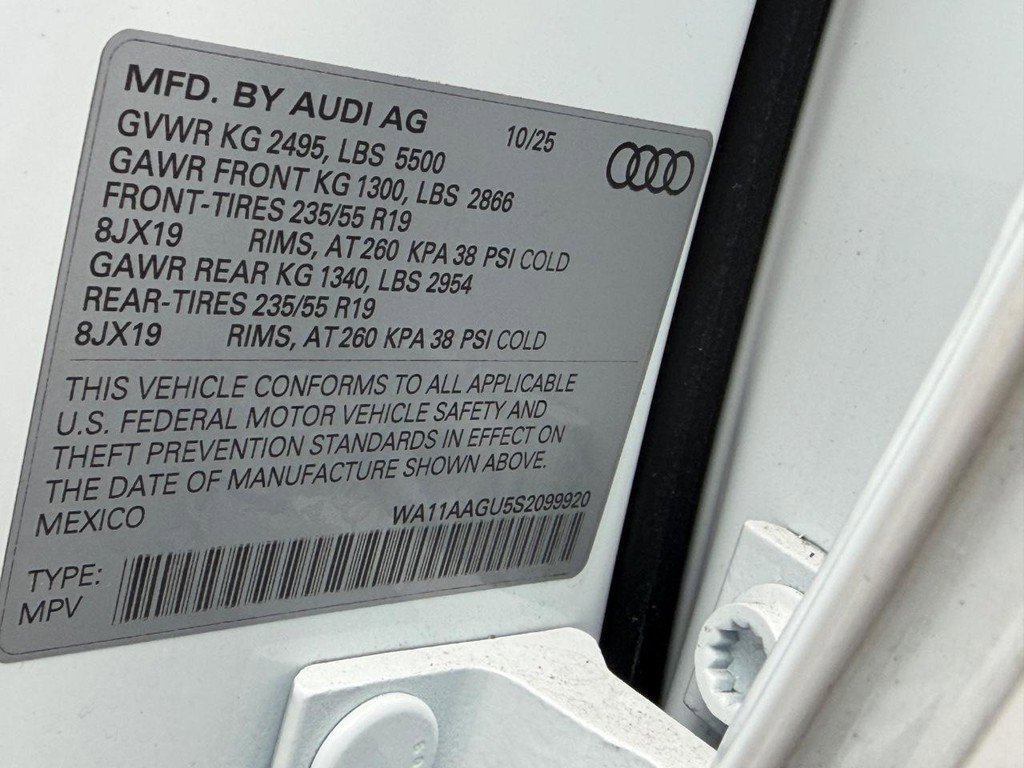 MFD. BY AUDI AG 10/25
GVWR KG 2495, LBS 5500
GAWR FRONT KG 1300, LBS 2866
FRONT-TIRES 235/55 R19
8JX19 RIMS, AT 260 KPA 38 PSI COLD
GAWR REAR KG 1340, LBS 2954
REAR-TIRES 235/55 R19
8JX19 RIMS, AT 260 KPA 38 PSI COLD
THIS VEHICLE CONFORMS TO ALL APPLICABLE
U.S. FEDERAL MOTOR VEHICLE SAFETY AND
THEFT PREVENTION STANDARDS IN EFFECT ON
THE DATE OF MANUFACTURE SHOWN ABOVE.
MEXICO WA11AAGU5S2099920
TYPE:
MPV